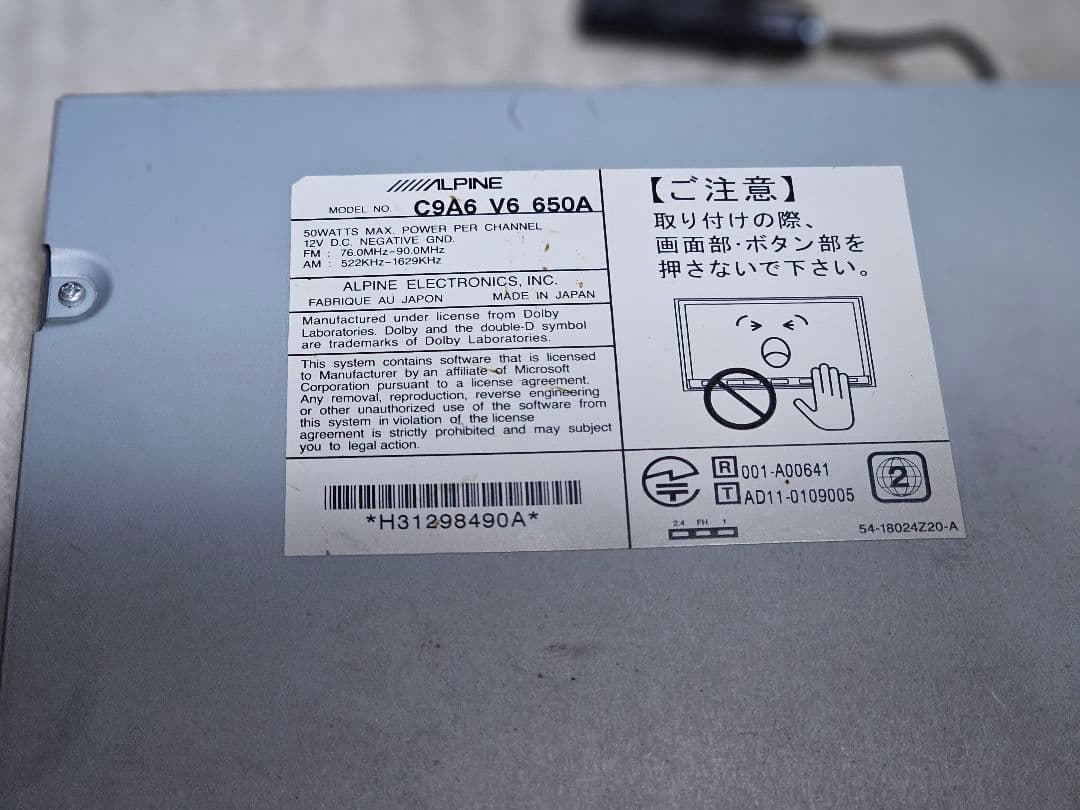 ALPINE
MODEL NO. C9A6 V6 650A
50WATTS MAX. POWER PER CHANNEL
12V D.C. NEGATIVE GND.
FM : 76.0MHz-90.0MHz
AM : 522KHz-1629KHz
ALPINE ELECTRONICS, INC.
FABRIQUE AU JAPON MADE IN JAPAN
Manufactured under license from Dolby
Laboratories. Dolby and the double-D symbol
are trademarks of Dolby Laboratories.
This system contains software that is licensed
to Manufacturer by an affiliate of Microsoft
Corporation pursuant to a license agreement.
Any removal, reproduction, reverse engineering
or other unauthorized use of the software from
this system in violation of the license
agreement is strictly prohibited and may subject
you to legal action.
*H31298490A*
【ご注意】
取り付けの際、
画面部・ボタン部を
押さないで下さい。
R 001-A00641
T AD11-0109005
2
2.4 FH 1
54-18024Z20-A